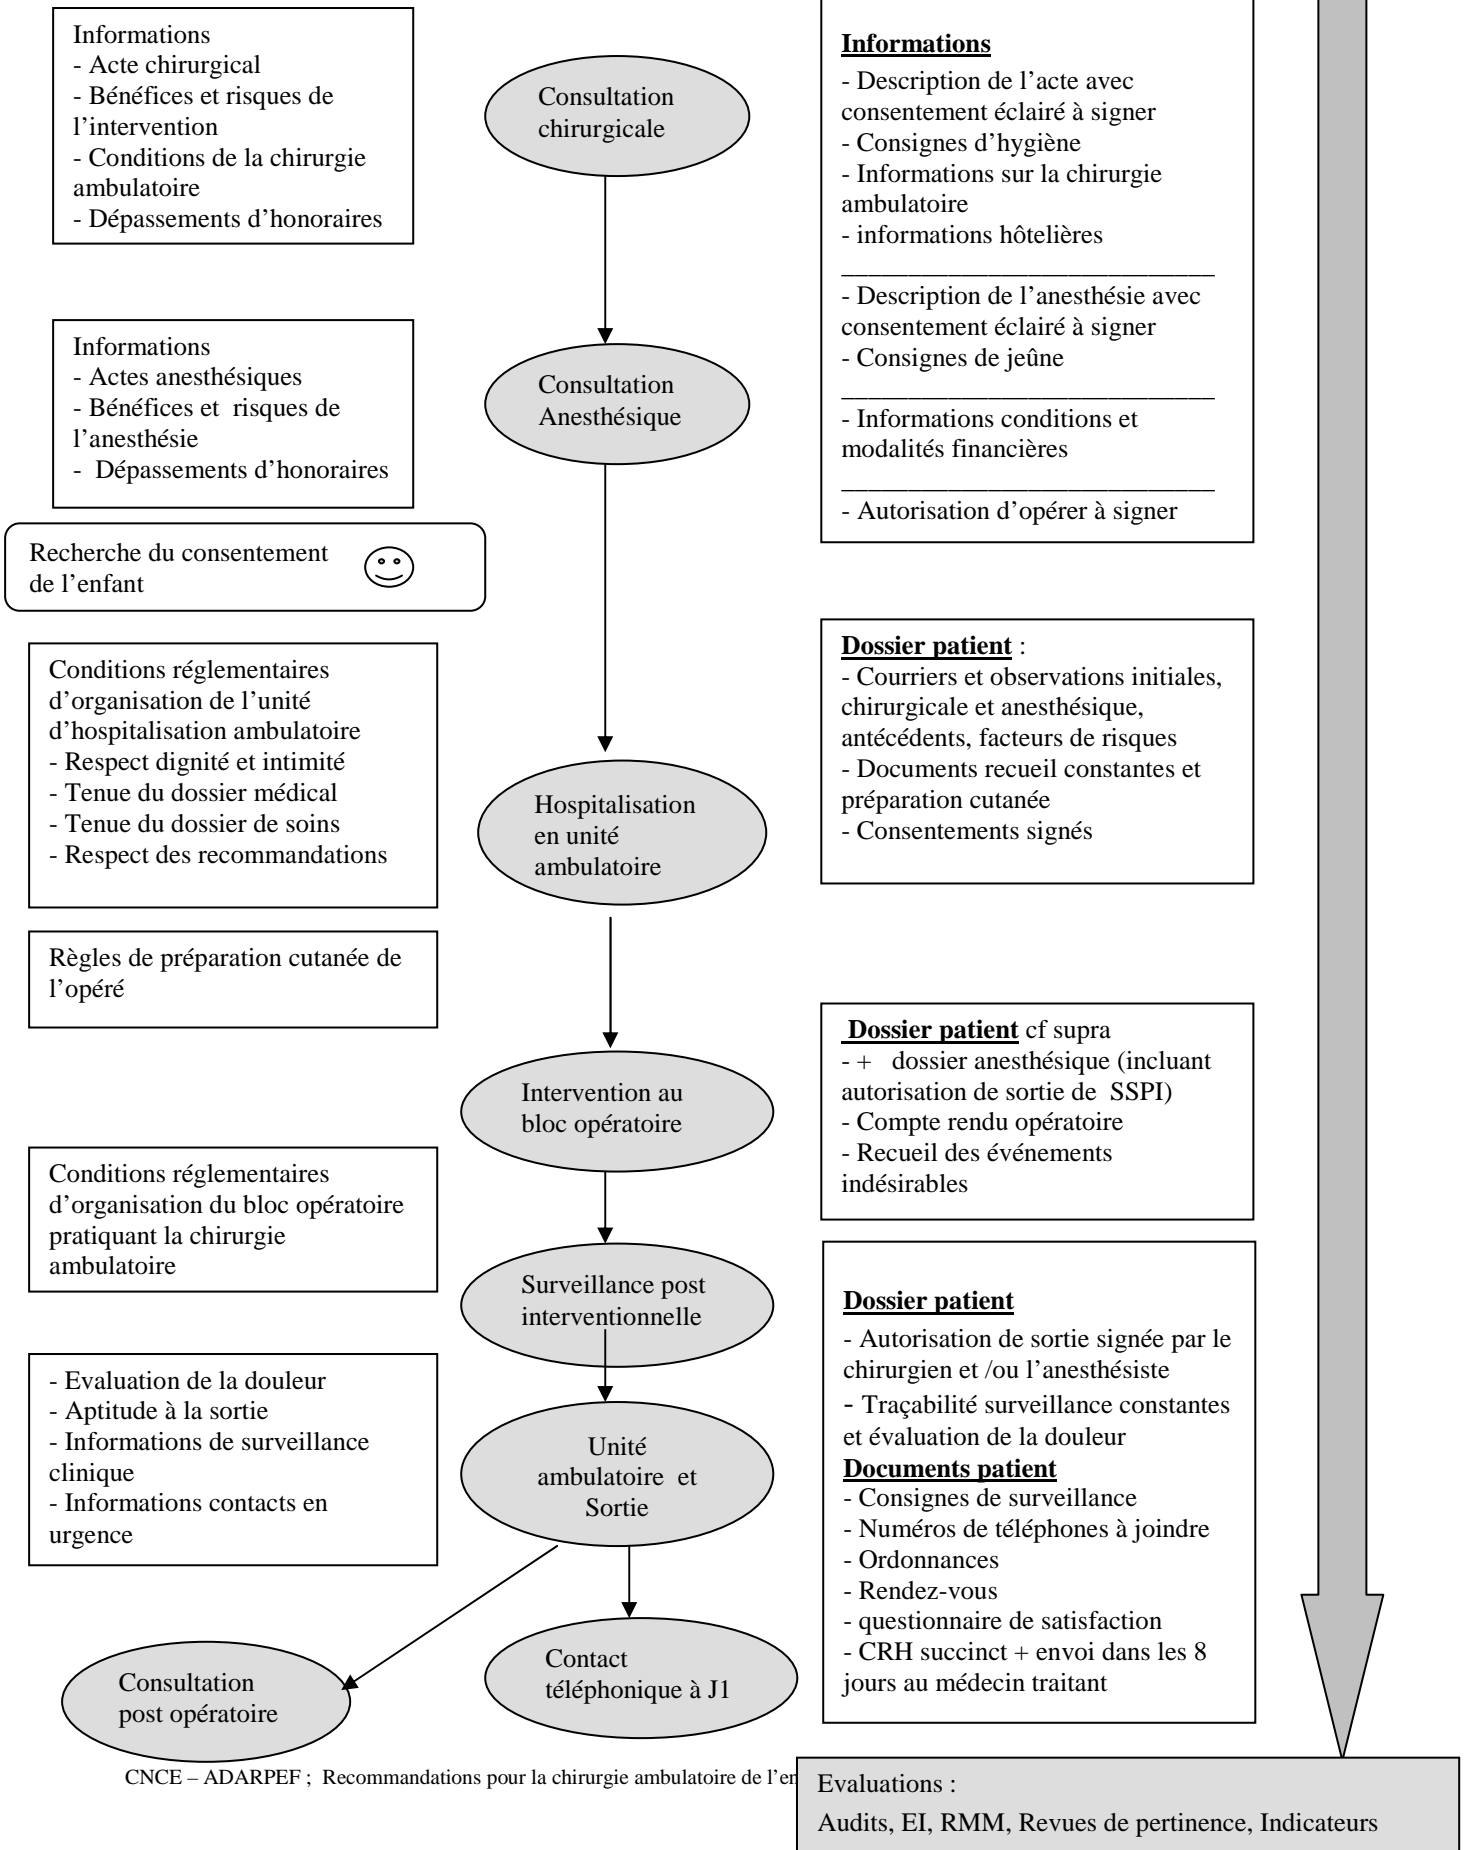 Informations
- Acte chirurgical
- Bénéfices et risques de
l’intervention
- Conditions de la chirurgie
ambulatoire
- Dépassements d’honoraires
Consultation
chirurgicale
Informations
- Description de l’acte avec
consentement éclairé à signer
- Consignes d’hygiène
- Informations sur la chirurgie
ambulatoire
- informations hôtelières
____________________________
- Description de l’anesthésie avec
consentement éclairé à signer
- Consignes de jeûne
____________________________
- Informations conditions et
modalités financières
____________________________
- Autorisation d’opérer à signer
Informations
- Actes anesthésiques
- Bénéfices et  risques de
l’anesthésie
-  Dépassements d’honoraires
Consultation
Anesthésique
Recherche du consentement
de l’enfant
Conditions réglementaires
d’organisation de l’unité
d’hospitalisation ambulatoire
- Respect dignité et intimité
- Tenue du dossier médical
- Tenue du dossier de soins
- Respect des recommandations
Hospitalisation
en unité
ambulatoire
Dossier patient :
- Courriers et observations initiales,
chirurgicale et anesthésique,
antécédents, facteurs de risques
- Documents recueil constantes et
préparation cutanée
- Consentements signés
Règles de préparation cutanée de
l’opéré
Intervention au
bloc opératoire
Dossier patient cf supra
- +   dossier anesthésique (incluant
autorisation de sortie de  SSPI)
- Compte rendu opératoire
- Recueil des événements
indésirables
Conditions réglementaires
d’organisation du bloc opératoire
pratiquant la chirurgie
ambulatoire
Surveillance post
interventionnelle
Dossier patient
- Autorisation de sortie signée par le
chirurgien et /ou l’anesthésiste
- Traçabilité surveillance constantes
et évaluation de la douleur
Documents patient
- Consignes de surveillance
- Numéros de téléphones à joindre
- Ordonnances
- Rendez-vous
- questionnaire de satisfaction
- CRH succinct + envoi dans les 8
jours au médecin traitant
- Evaluation de la douleur
- Aptitude à la sortie
- Informations de surveillance
clinique
- Informations contacts en
urgence
Unité
ambulatoire  et
Sortie
Consultation
post opératoire
Contact
téléphonique à J1
CNCE – ADARPEF ;  Recommandations pour la chirurgie ambulatoire de
Evaluations :
Audits, EI, RMM, Revues de pertinence, Indicateurs